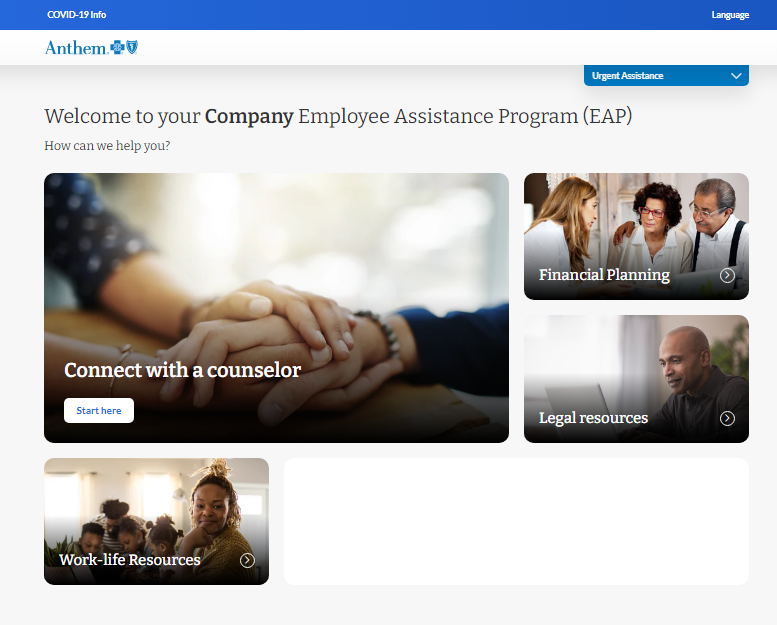 COVID-19 Info
Language
Anthem
Urgent Assistance
Welcome to your Company Employee Assistance Program (EAP)
How can we help you?
Connect with a counselor
Start here
Financial Planning
Legal resources
Work-life Resources